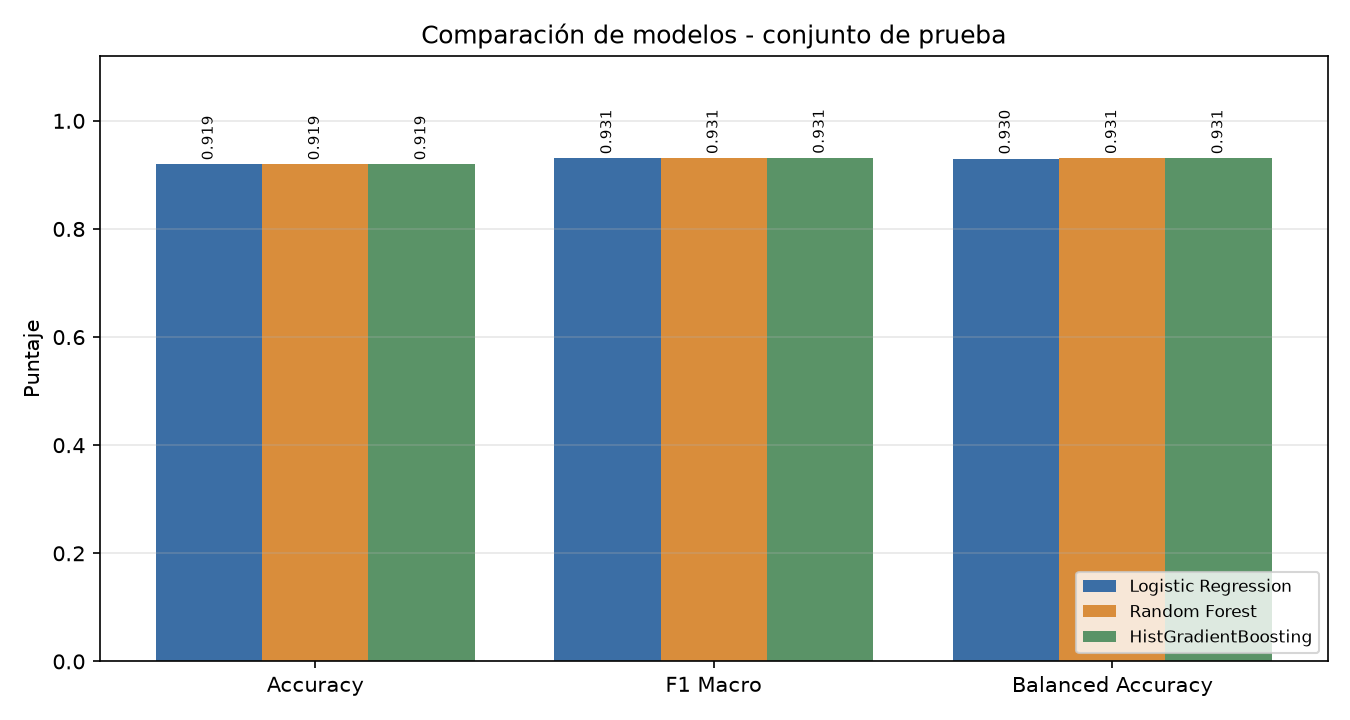 Comparación de modelos - conjunto de prueba
Puntaje
1.0
0.8
0.6
0.4
0.2
0.0
0.919
0.919
0.919
0.931
0.931
0.931
0.930
0.931
0.931
Accuracy
F1 Macro
Balanced Accuracy
Logistic Regression
Random Forest
HistGradientBoosting